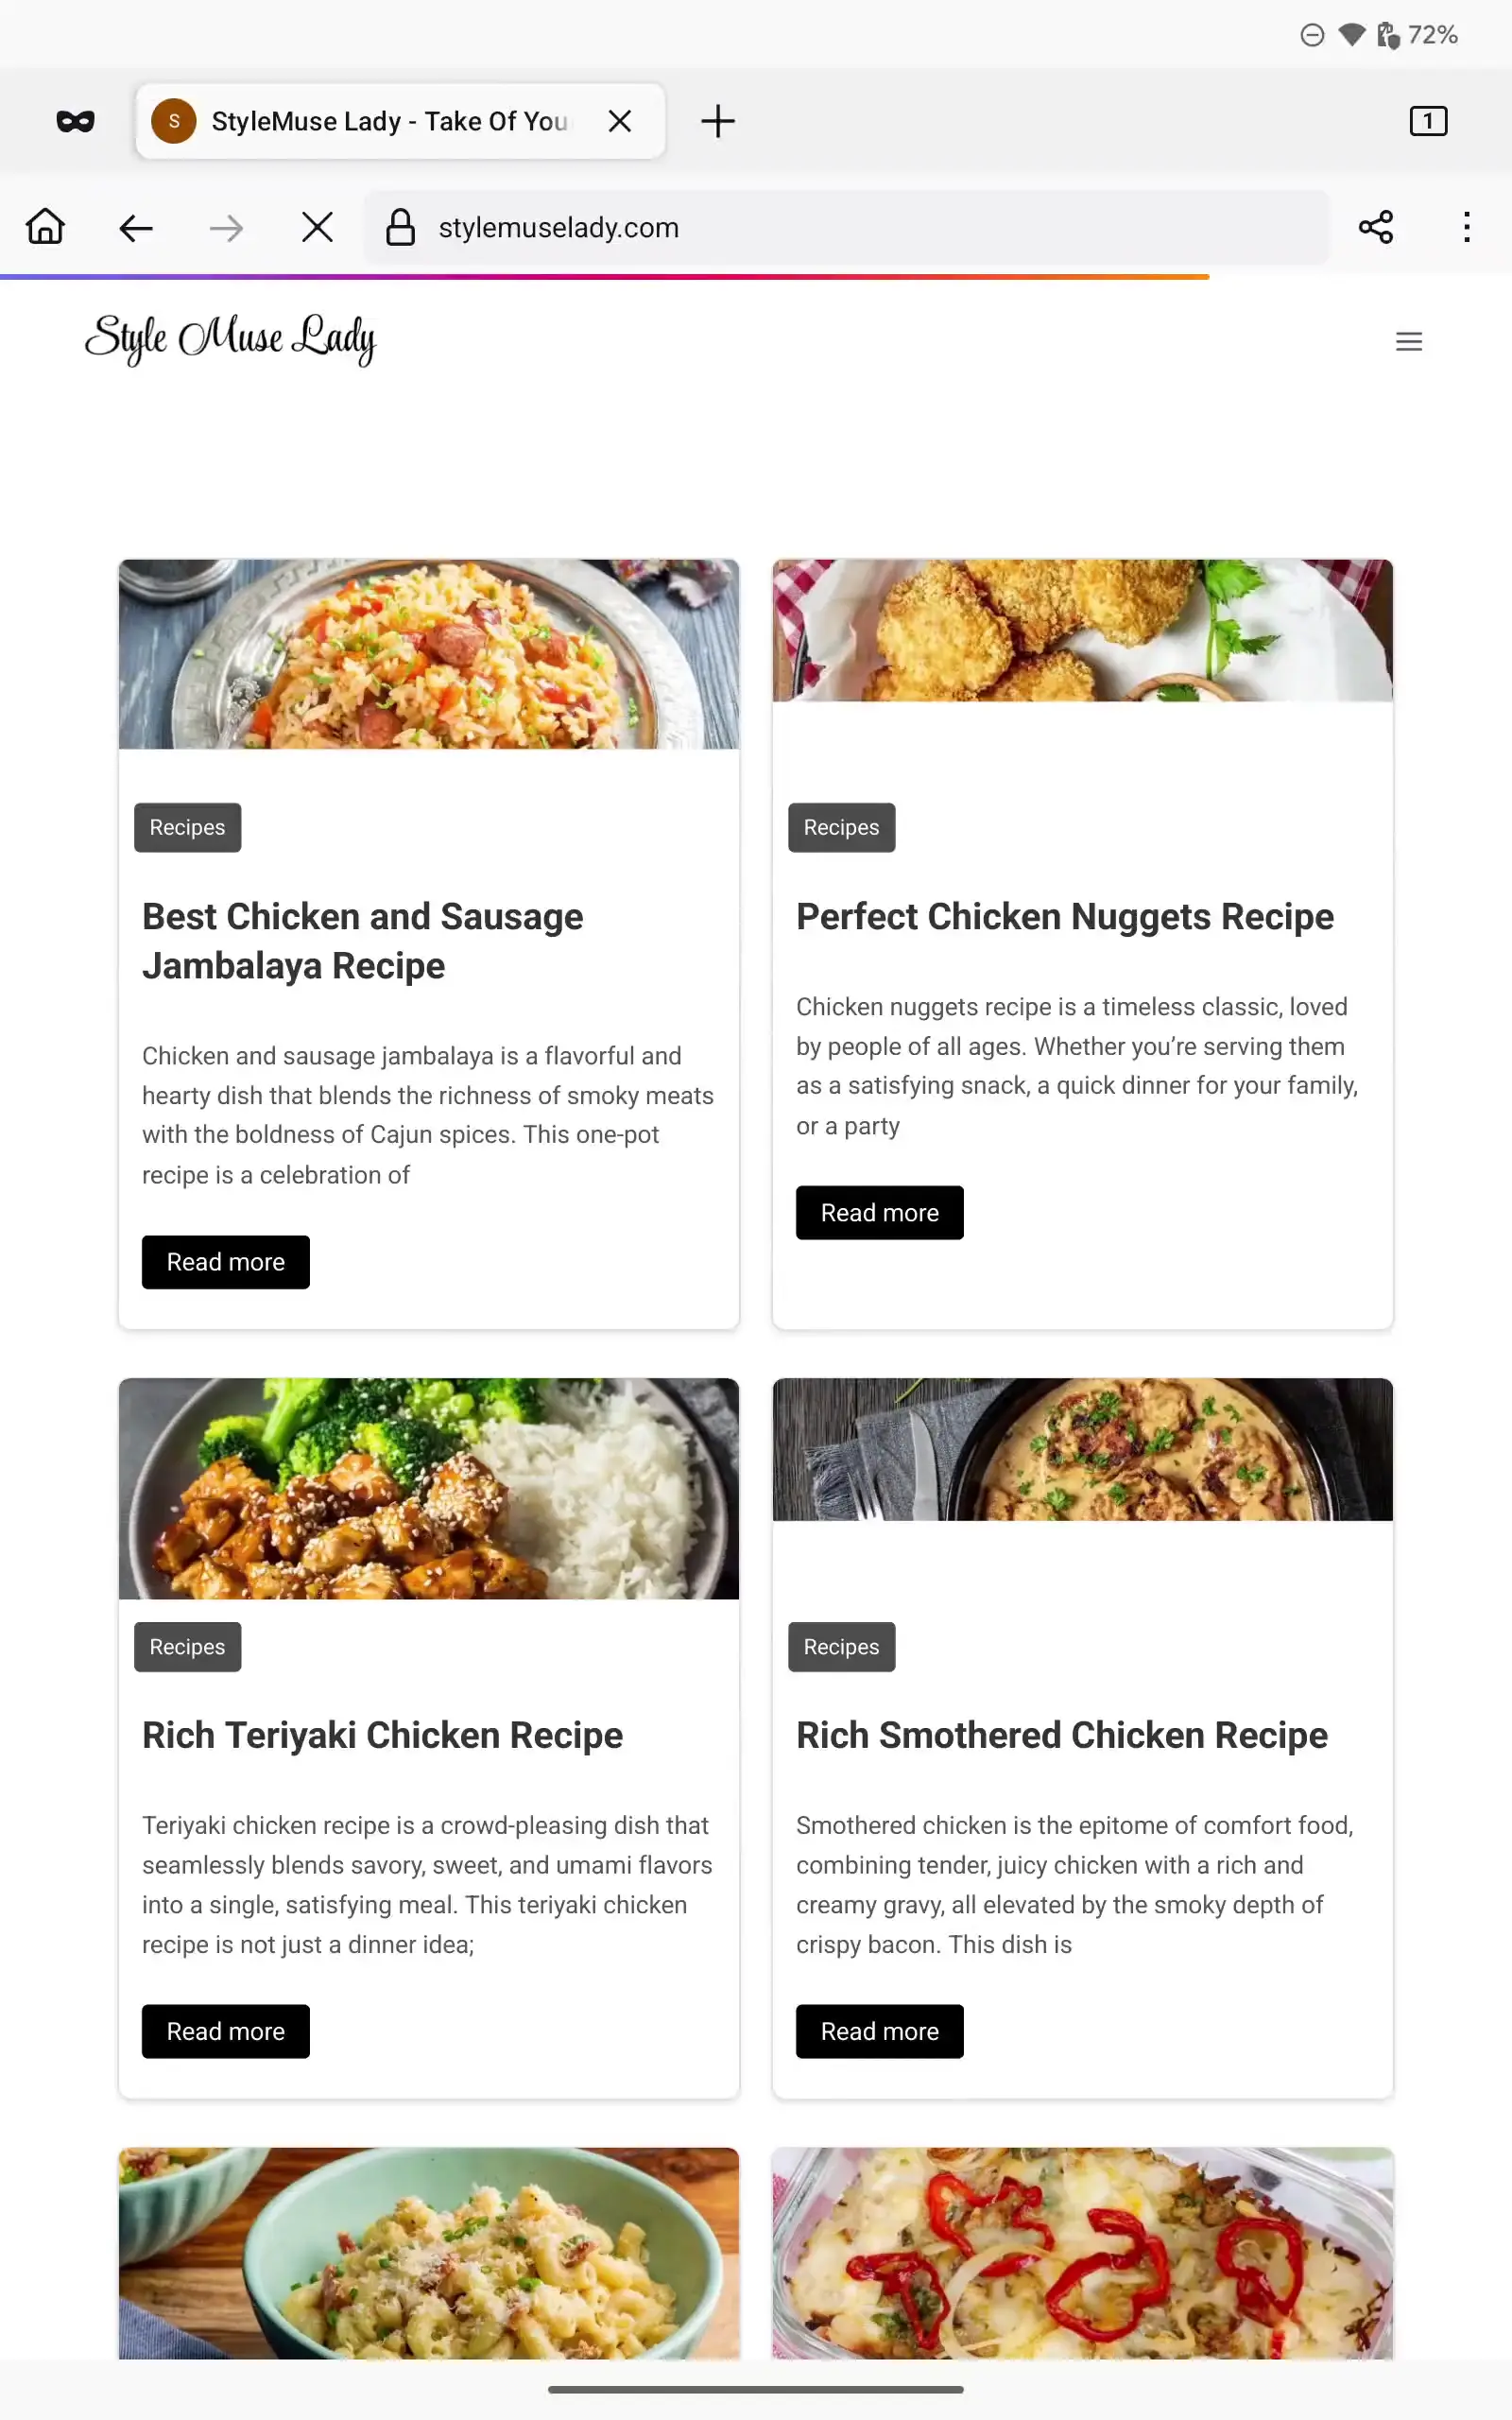 72%
S StyleMuse Lady - Take Of You
1
stylemuselady.com
Style Muse Lady
Recipes
Best Chicken and Sausage
Jambalaya Recipe
Chicken and sausage jambalaya is a flavorful and
hearty dish that blends the richness of smoky meats
with the boldness of Cajun spices. This one-pot
recipe is a celebration of
Read more
Recipes
Perfect Chicken Nuggets Recipe
Chicken nuggets recipe is a timeless classic, loved
by people of all ages. Whether you’re serving them
as a satisfying snack, a quick dinner for your family,
or a party
Read more
Recipes
Rich Teriyaki Chicken Recipe
Teriyaki chicken recipe is a crowd-pleasing dish that
seamlessly blends savory, sweet, and umami flavors
into a single, satisfying meal. This teriyaki chicken
recipe is not just a dinner idea;
Read more
Recipes
Rich Smothered Chicken Recipe
Smothered chicken is the epitome of comfort food,
combining tender, juicy chicken with a rich and
creamy gravy, all elevated by the smoky depth of
crispy bacon. This dish is
Read more